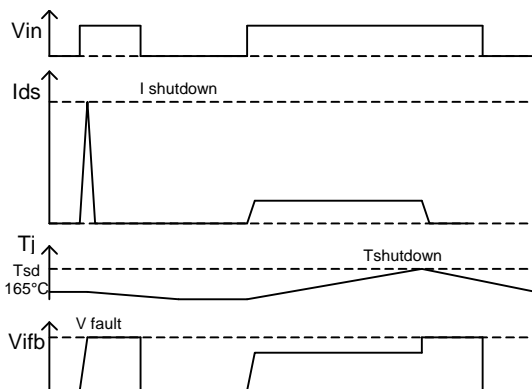 Vin
Ids
I shutdown
Tj
Tshutdown
Tsd
165°C
V fault
Vifb